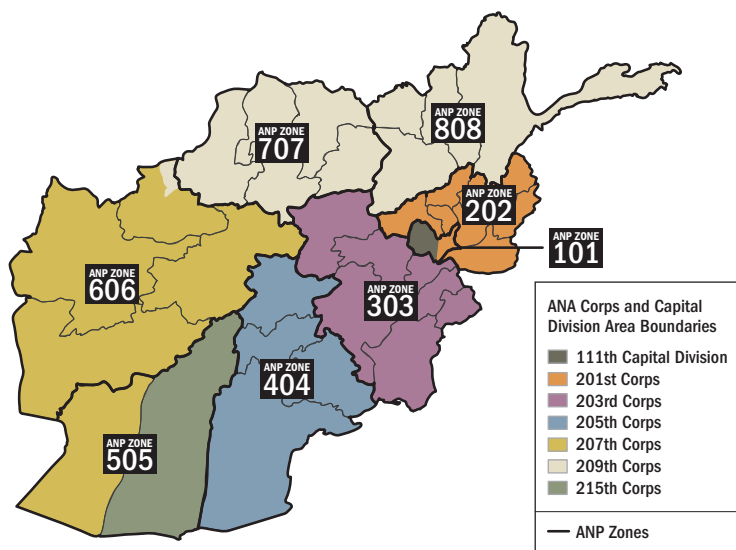 ANP ZONE
808
ANP ZONE
707
ANP ZONE
202
ANP ZONE
101
ANP ZONE
606
ANP ZONE
303
ANP ZONE
404
ANP ZONE
505
ANA Corps and Capital
Division Area Boundaries
111th Capital Division
201st Corps
203rd Corps
205th Corps
207th Corps
209th Corps
215th Corps
ANP Zones